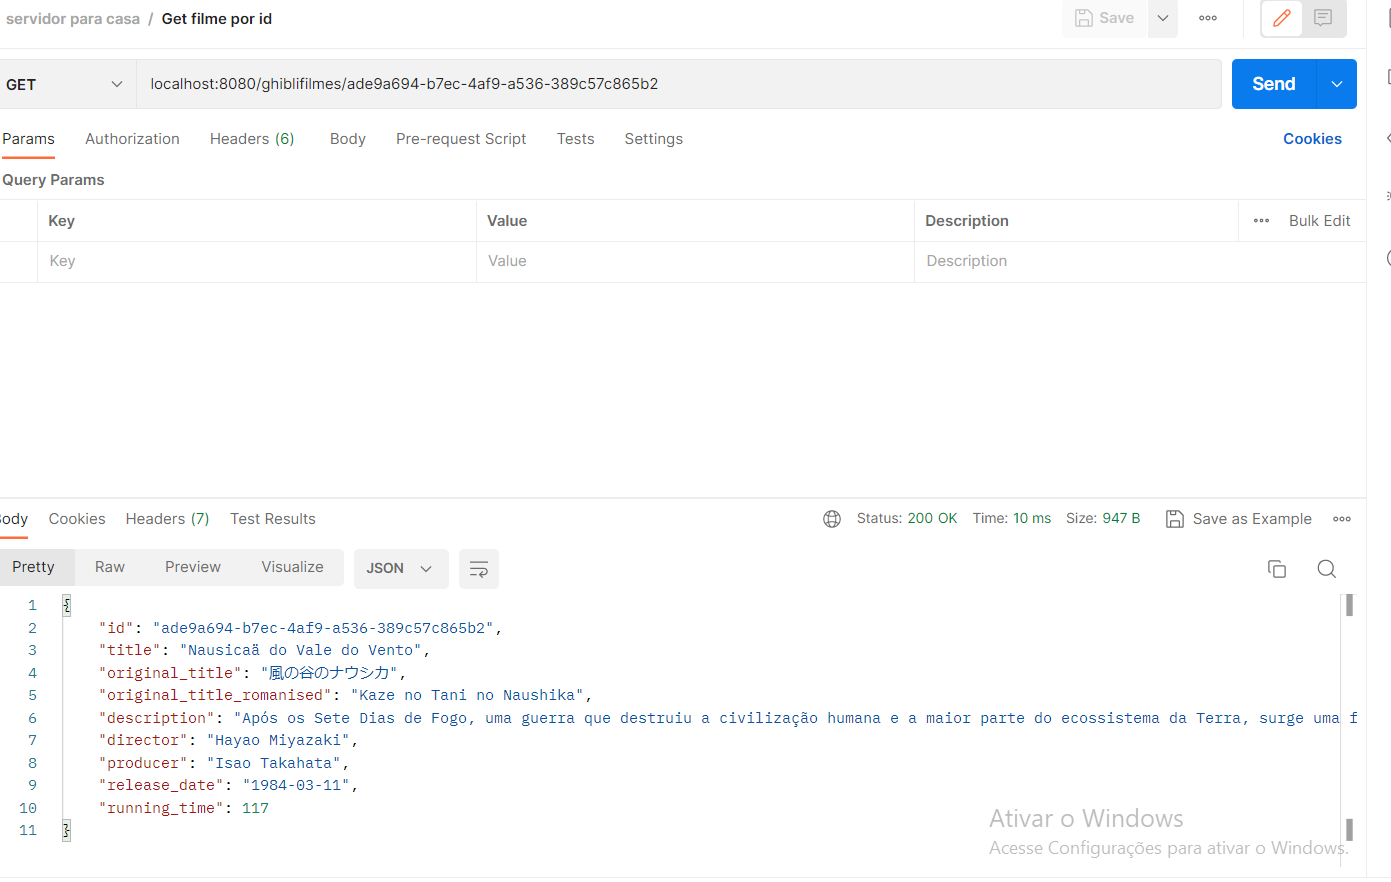 servidor para casa / Get filme por id
Save
GET localhost:8080/ghiblifilmes/ade9a694-b7ec-4af9-a536-389c57c865b2 Send
Params Authorization Headers (6) Body Pre-request Script Tests Settings Cookies
Query Params
Key Value Description Bulk Edit
Key Value Description
ody Cookies Headers (7) Test Results Status: 200 OK Time: 10 ms Size: 947 B Save as Example
Pretty Raw Preview Visualize JSON
1 {
2 "id": "ade9a694-b7ec-4af9-a536-389c57c865b2",
3 "title": "Nausicaä do Vale do Vento",
4 "original_title": "風の谷のナウシカ",
5 "original_title_romanised": "Kaze no Tani no Naushika",
6 "description": "Após os Sete Dias de Fogo, uma guerra que destruiu a civilização humana e a maior parte do ecossistema da Terra, surge uma f
7 "director": "Hayao Miyazaki",
8 "producer": "Isao Takahata",
9 "release_date": "1984-03-11",
10 "running_time": 117
11 }
Ativar o Windows
Acesse Configurações para ativar o Windows.